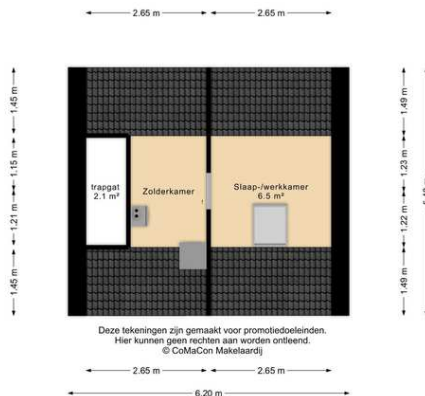 2.65 m 2.65 m
1.45 m
1.15 m
1.21 m
1.45 m
trapgat
2.1 m²
Zolderkamer
Slaap-/werkkamer
6.5 m²
1.49 m
1.23 m
1.22 m
1.49 m
Deze tekeningen zijn gemaakt voor promotiedoeleinden.
Hier kunnen geen rechten aan worden ontleend.
© CoMaCon Makelaardij
2.65 m 2.65 m
6.20 m